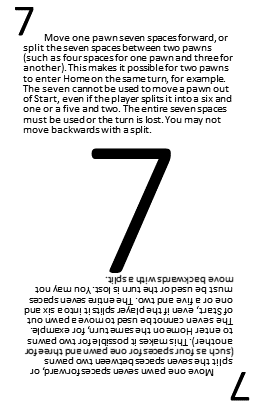 7
Move one pawn seven spaces forward, or
split the seven spaces between two pawns
(such as four spaces for one pawn and three for
another). This makes it possible for two pawns
to enter Home on the same turn, for example.
The seven cannot be used to move a pawn out
of Start, even if the player splits it into a six and
one or a five and two. The entire seven spaces
must be used or the turn is lost. You may not
move backwards with a split.
7
7
Move one pawn seven spaces forward, or
split the seven spaces between two pawns
(such as four spaces for one pawn and three for
another). This makes it possible for two pawns
to enter Home on the same turn, for example.
The seven cannot be used to move a pawn out
of Start, even if the player splits it into a six and
one or a five and two. The entire seven spaces
must be used or the turn is lost. You may not
move backwards with a split.